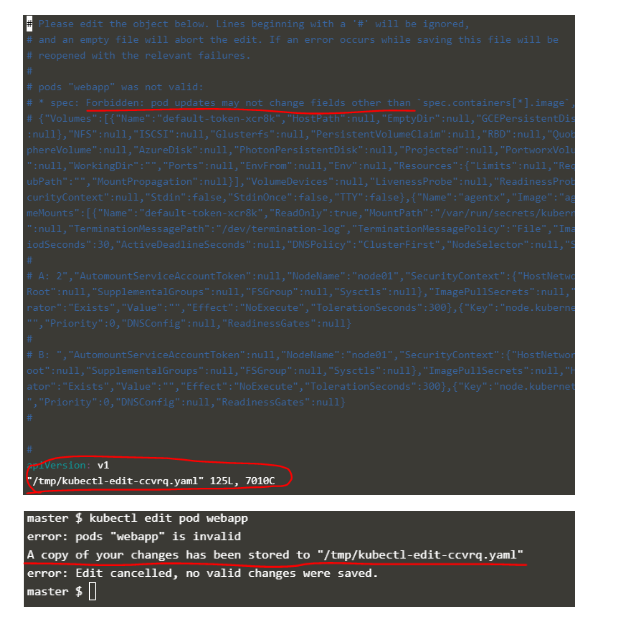 # Please edit the object below. Lines beginning with a '#' will be ignored,
# and an empty file will abort the edit. If an error occurs while saving this file will be
# reopened with the relevant failures.
#
# pods "webapp" was not valid:
# * spec: Forbidden: pod updates may not change fields other than `spec.containers[*].image`,
# {"Volumes":[{"Name":"default-token-xcr8k","HostPath":null,"EmptyDir":null,"GCEPersistentDis
:null},"NFS":null,"ISCSI":null,"Glusterfs":null,"PersistentVolumeClaim":null,"RBD":null,"Quob
phereVolume":null,"AzureDisk":null,"PhotonPersistentDisk":null,"Projected":null,"PortworxVolu
":null,"WorkingDir":"","Ports":null,"EnvFrom":null,"Env":null,"Resources":{"Limits":null,"Req
ubPath":"","MountPropagation":null}],"VolumeDevices":null,"LivenessProbe":null,"ReadinessProb
curityContext":null,"Stdin":false,"StdinOnce":false,"TTY":false},{"Name":"agentx","Image":"ag
meMounts":[{"Name":"default-token-xcr8k","ReadOnly":true,"MountPath":"/var/run/secrets/kubern
":null,"TerminationMessagePath":"/dev/termination-log","TerminationMessagePolicy":"File","Ima
iodSeconds":30,"ActiveDeadlineSeconds":null,"DNSPolicy":"ClusterFirst","NodeSelector":null,"S
#
# A: 2","AutomountServiceAccountToken":null,"NodeName":"node01","SecurityContext":{"HostNetwo
Root":null,"SupplementalGroups":null,"FSGroup":null,"Sysctls":null},"ImagePullSecrets":null,"
rator":"Exists","Value":"","Effect":"NoExecute","TolerationSeconds":300},{"Key":"node.kuberne
"","Priority":0,"DNSConfig":null,"ReadinessGates":null}
#
# B: ","AutomountServiceAccountToken":null,"NodeName":"node01","SecurityContext":{"HostNetwor
oot":null,"SupplementalGroups":null,"FSGroup":null,"Sysctls":null},"ImagePullSecrets":null,"H
ator":"Exists","Value":"","Effect":"NoExecute","TolerationSeconds":300},{"Key":"node.kubernet
","Priority":0,"DNSConfig":null,"ReadinessGates":null}
#
#
apiVersion: v1
"/tmp/kubectl-edit-ccvrq.yaml" 125L, 7010C
master $ kubectl edit pod webapp
error: pods "webapp" is invalid
A copy of your changes has been stored to "/tmp/kubectl-edit-ccvrq.yaml"
error: Edit cancelled, no valid changes were saved.
master $